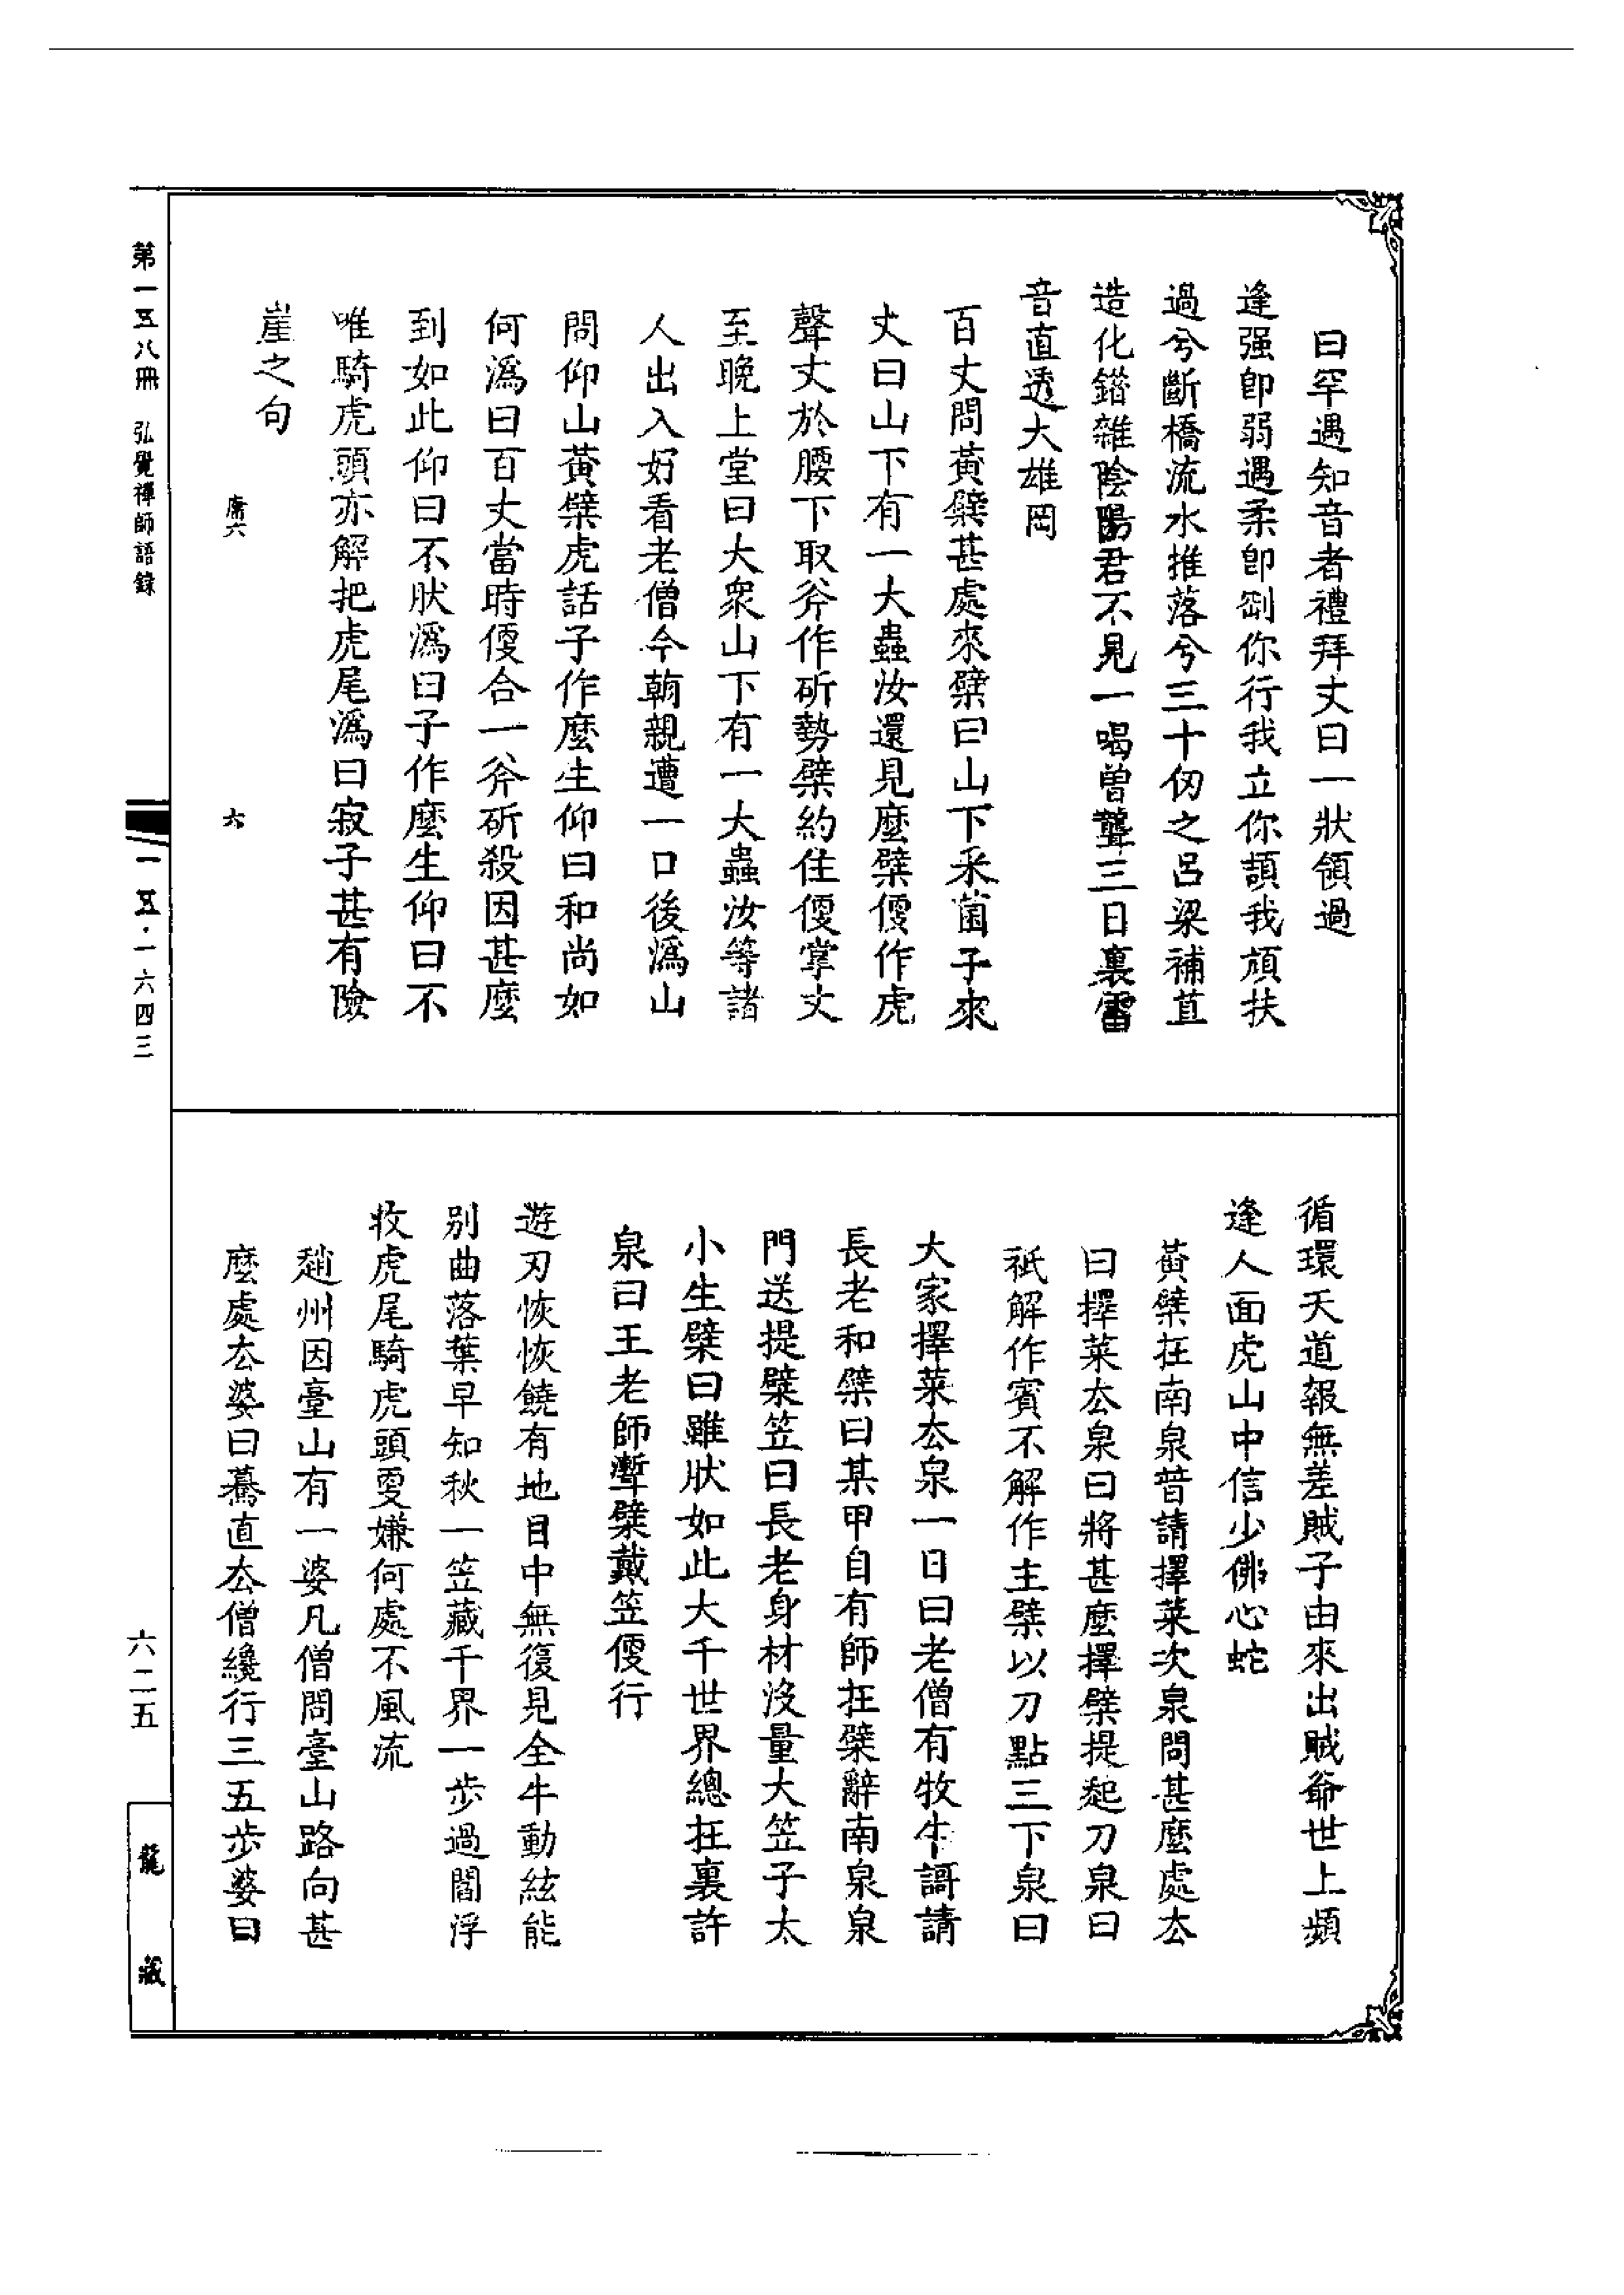 曰罕遇知音者禮拜丈曰一狀領過
逢强卽弱遇柔卽剛你行我立你頡我頏扶
過兮斷橋流水推落兮三十仞之呂梁補苴
造化鍇雜陰陽君不見一喝曾聾三日裏雷
音直透大雄岡
百丈問黃檗甚處來檗曰山下采菌子來
丈曰山下有一大蟲汝還見麼檗便作虎
聲丈於腰下取斧作斫勢檗約住便掌丈
至晚上堂曰大衆山下有一大蟲汝等諸
人出入好看老僧今朝親遭一口後潙山
問仰山黃檗虎話子作麼生仰曰和尚如
何潙曰百丈當時便合一斧斫殺因甚麼
到如此仰曰不肰潙曰子作麼生仰曰不
唯騎虎頭亦解把虎尾潙曰寂子甚有險
崖之句
庸六
六
循環天道報無差賊子由來出賊爺世上頻
逢人面虎山中信少佛心蛇
黃檗在南泉普請擇菜次泉問甚麼處去
曰擇菜去泉曰將甚麼擇檗提起刀泉曰
祇解作賓不解作主檗以刀點三下泉曰
大家擇菜去泉一日曰老僧有牧牛謌請
長老和檗曰某甲自有師在檗辭南泉泉
門送提檗笠曰長老身材沒量大笠子太
小生檗曰雖肰如此大千世界總在裏許
泉曰王老師聻檗戴笠便行
遊刃恢恢饒有地目中無復見全牛動絃能
別曲落葉早知秋一笠藏千界一步過閻浮
牧虎尾騎虎頭更嫌何處不風流
趙州因臺山有一婆凡僧問臺山路向甚
麼處去婆曰驀直去僧纔行三五步婆曰
第一五八冊　弘覺禪師語錄
一五·一六四三
六二五
龍藏